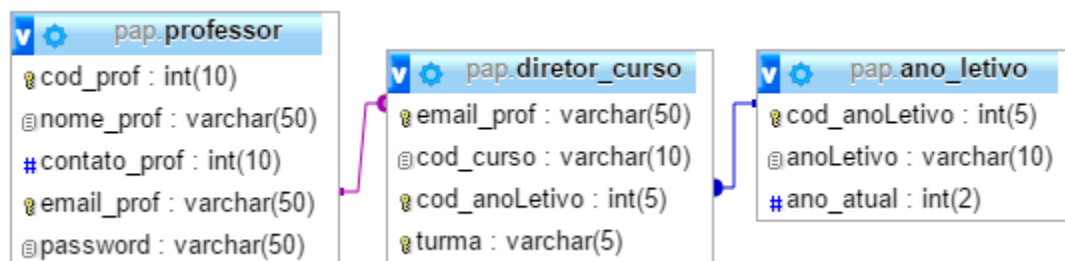 pap.professor
cod_prof : int(10)
nome_prof : varchar(50)
# contato_prof : int(10)
email_prof : varchar(50)
password : varchar(50)
pap.diretor_curso
email_prof : varchar(50)
cod_curso : varchar(10)
cod_anoLetivo : int(5)
turma : varchar(5)
pap.ano_letivo
cod_anoLetivo : int(5)
anoLetivo : varchar(10)
# ano_atual : int(2)